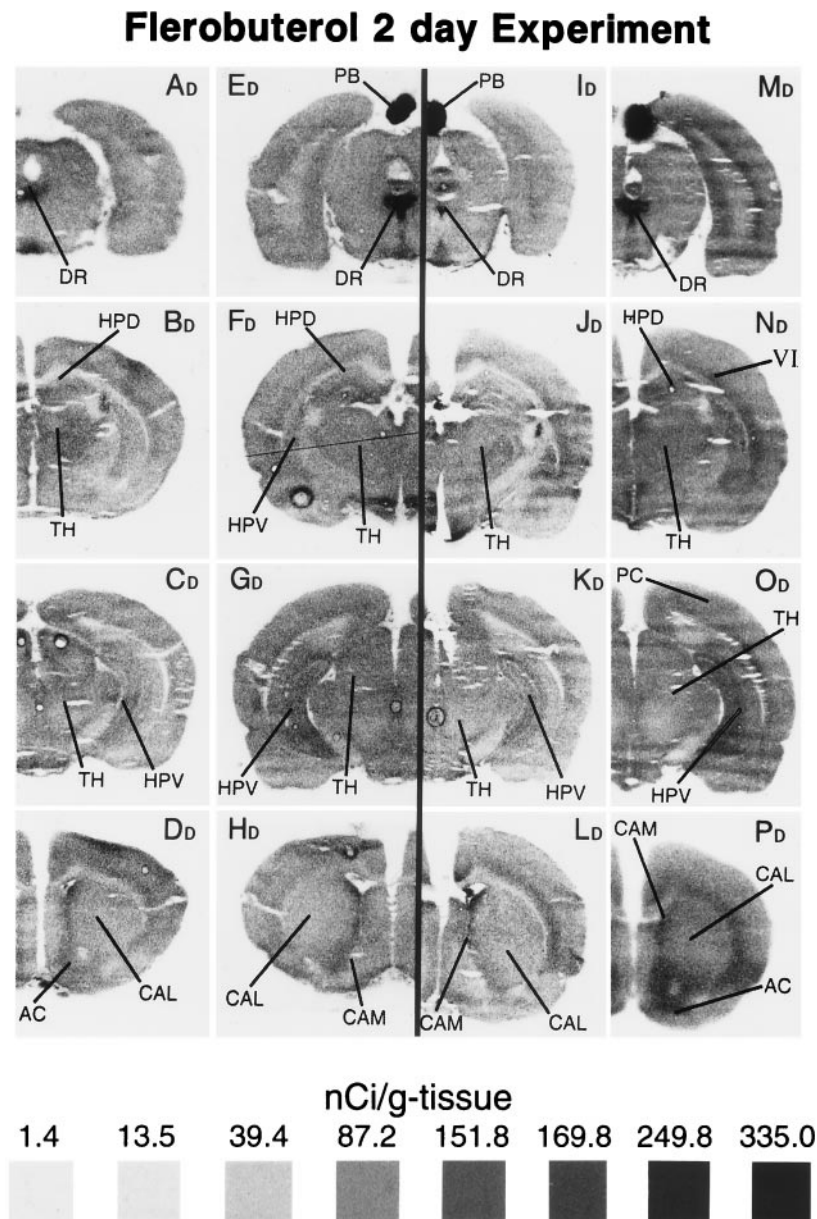 Flerobuterol 2 day Experiment
AD
DR
ED
PB
DR
PB
ID
DR
MD
DR
BD
HPD
TH
FD
HPD
HPV
TH
JD
TH
ND
HPD
VI
TH
CD
TH
HPV
GD
HPV
TH
KD
TH
HPV
OD
PC
TH
HPV
DD
AC
CAL
HD
CAL
CAM
LD
CAM
CAL
PD
CAM
CAL
AC
nCi/g-tissue
1.4 13.5 39.4 87.2 151.8 169.8 249.8 335.0